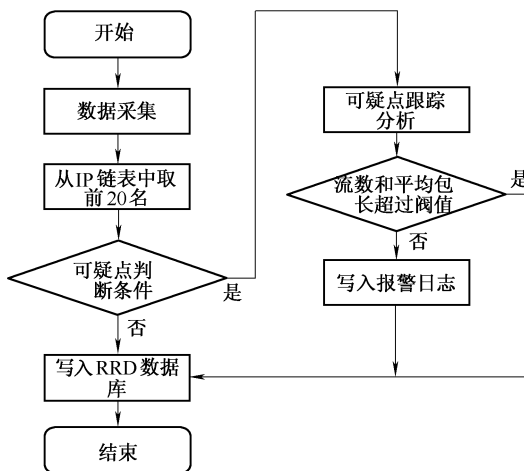 开始
数据采集
从IP链表中取
前20名
可疑点判
断条件
是
否
写入RRD数据
库
结束
可疑点跟踪
分析
流数和平均包
长超过阀值
是
否
写入报警日志